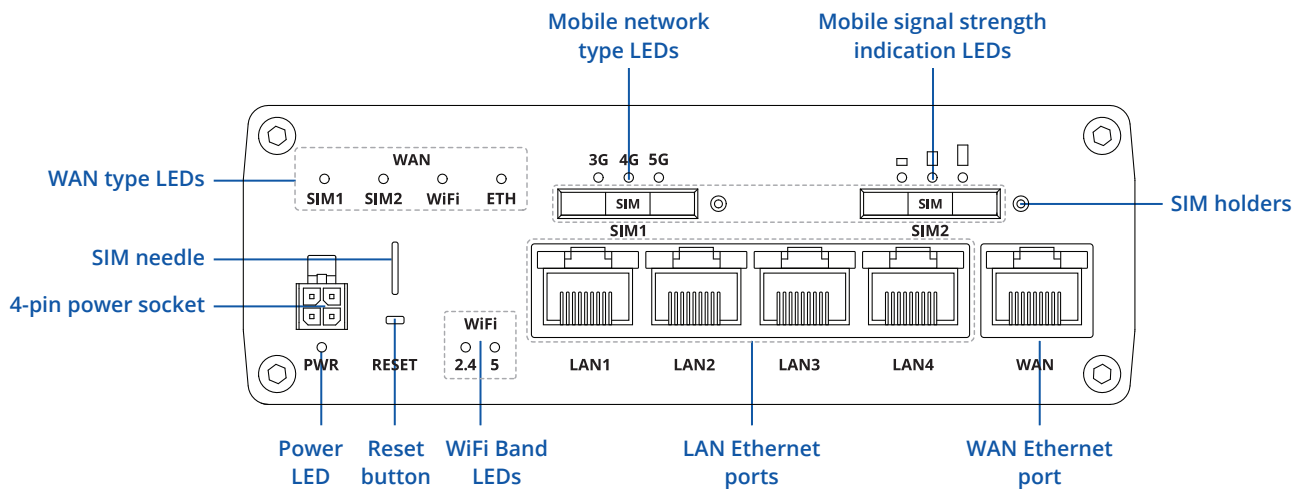 Mobile network
type LEDs
Mobile signal strength
indication LEDs
WAN
3G 4G 5G
WAN type LEDs
SIM1 SIM2 WiFi ETH
SIM
SIM
SIM holders
SIM1
SIM2
SIM needle
4-pin power socket
WiFi
PWR
RESET
2.4 5
LAN1
LAN2
LAN3
LAN4
WAN
Power
LED
Reset
button
WiFi Band
LEDs
LAN Ethernet
ports
WAN Ethernet
port